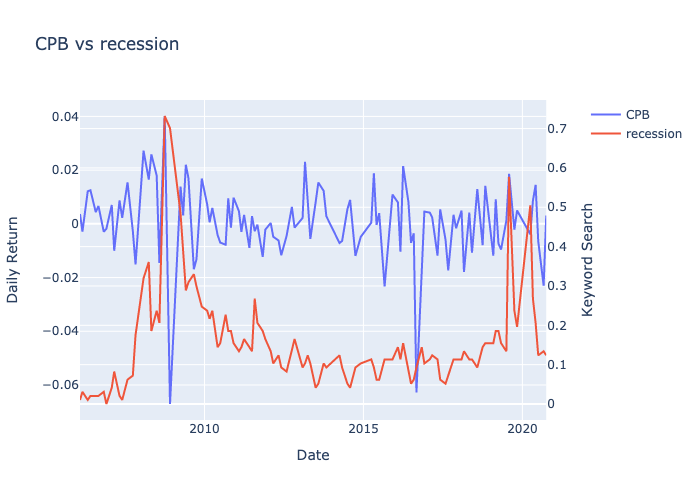 CPB vs recession
CPB
recession
0.04
0.02
0
−0.02
−0.04
−0.06
0.7
0.6
0.5
0.4
0.3
0.2
0.1
0
2010
2015
2020
Date
Daily Return
Keyword Search